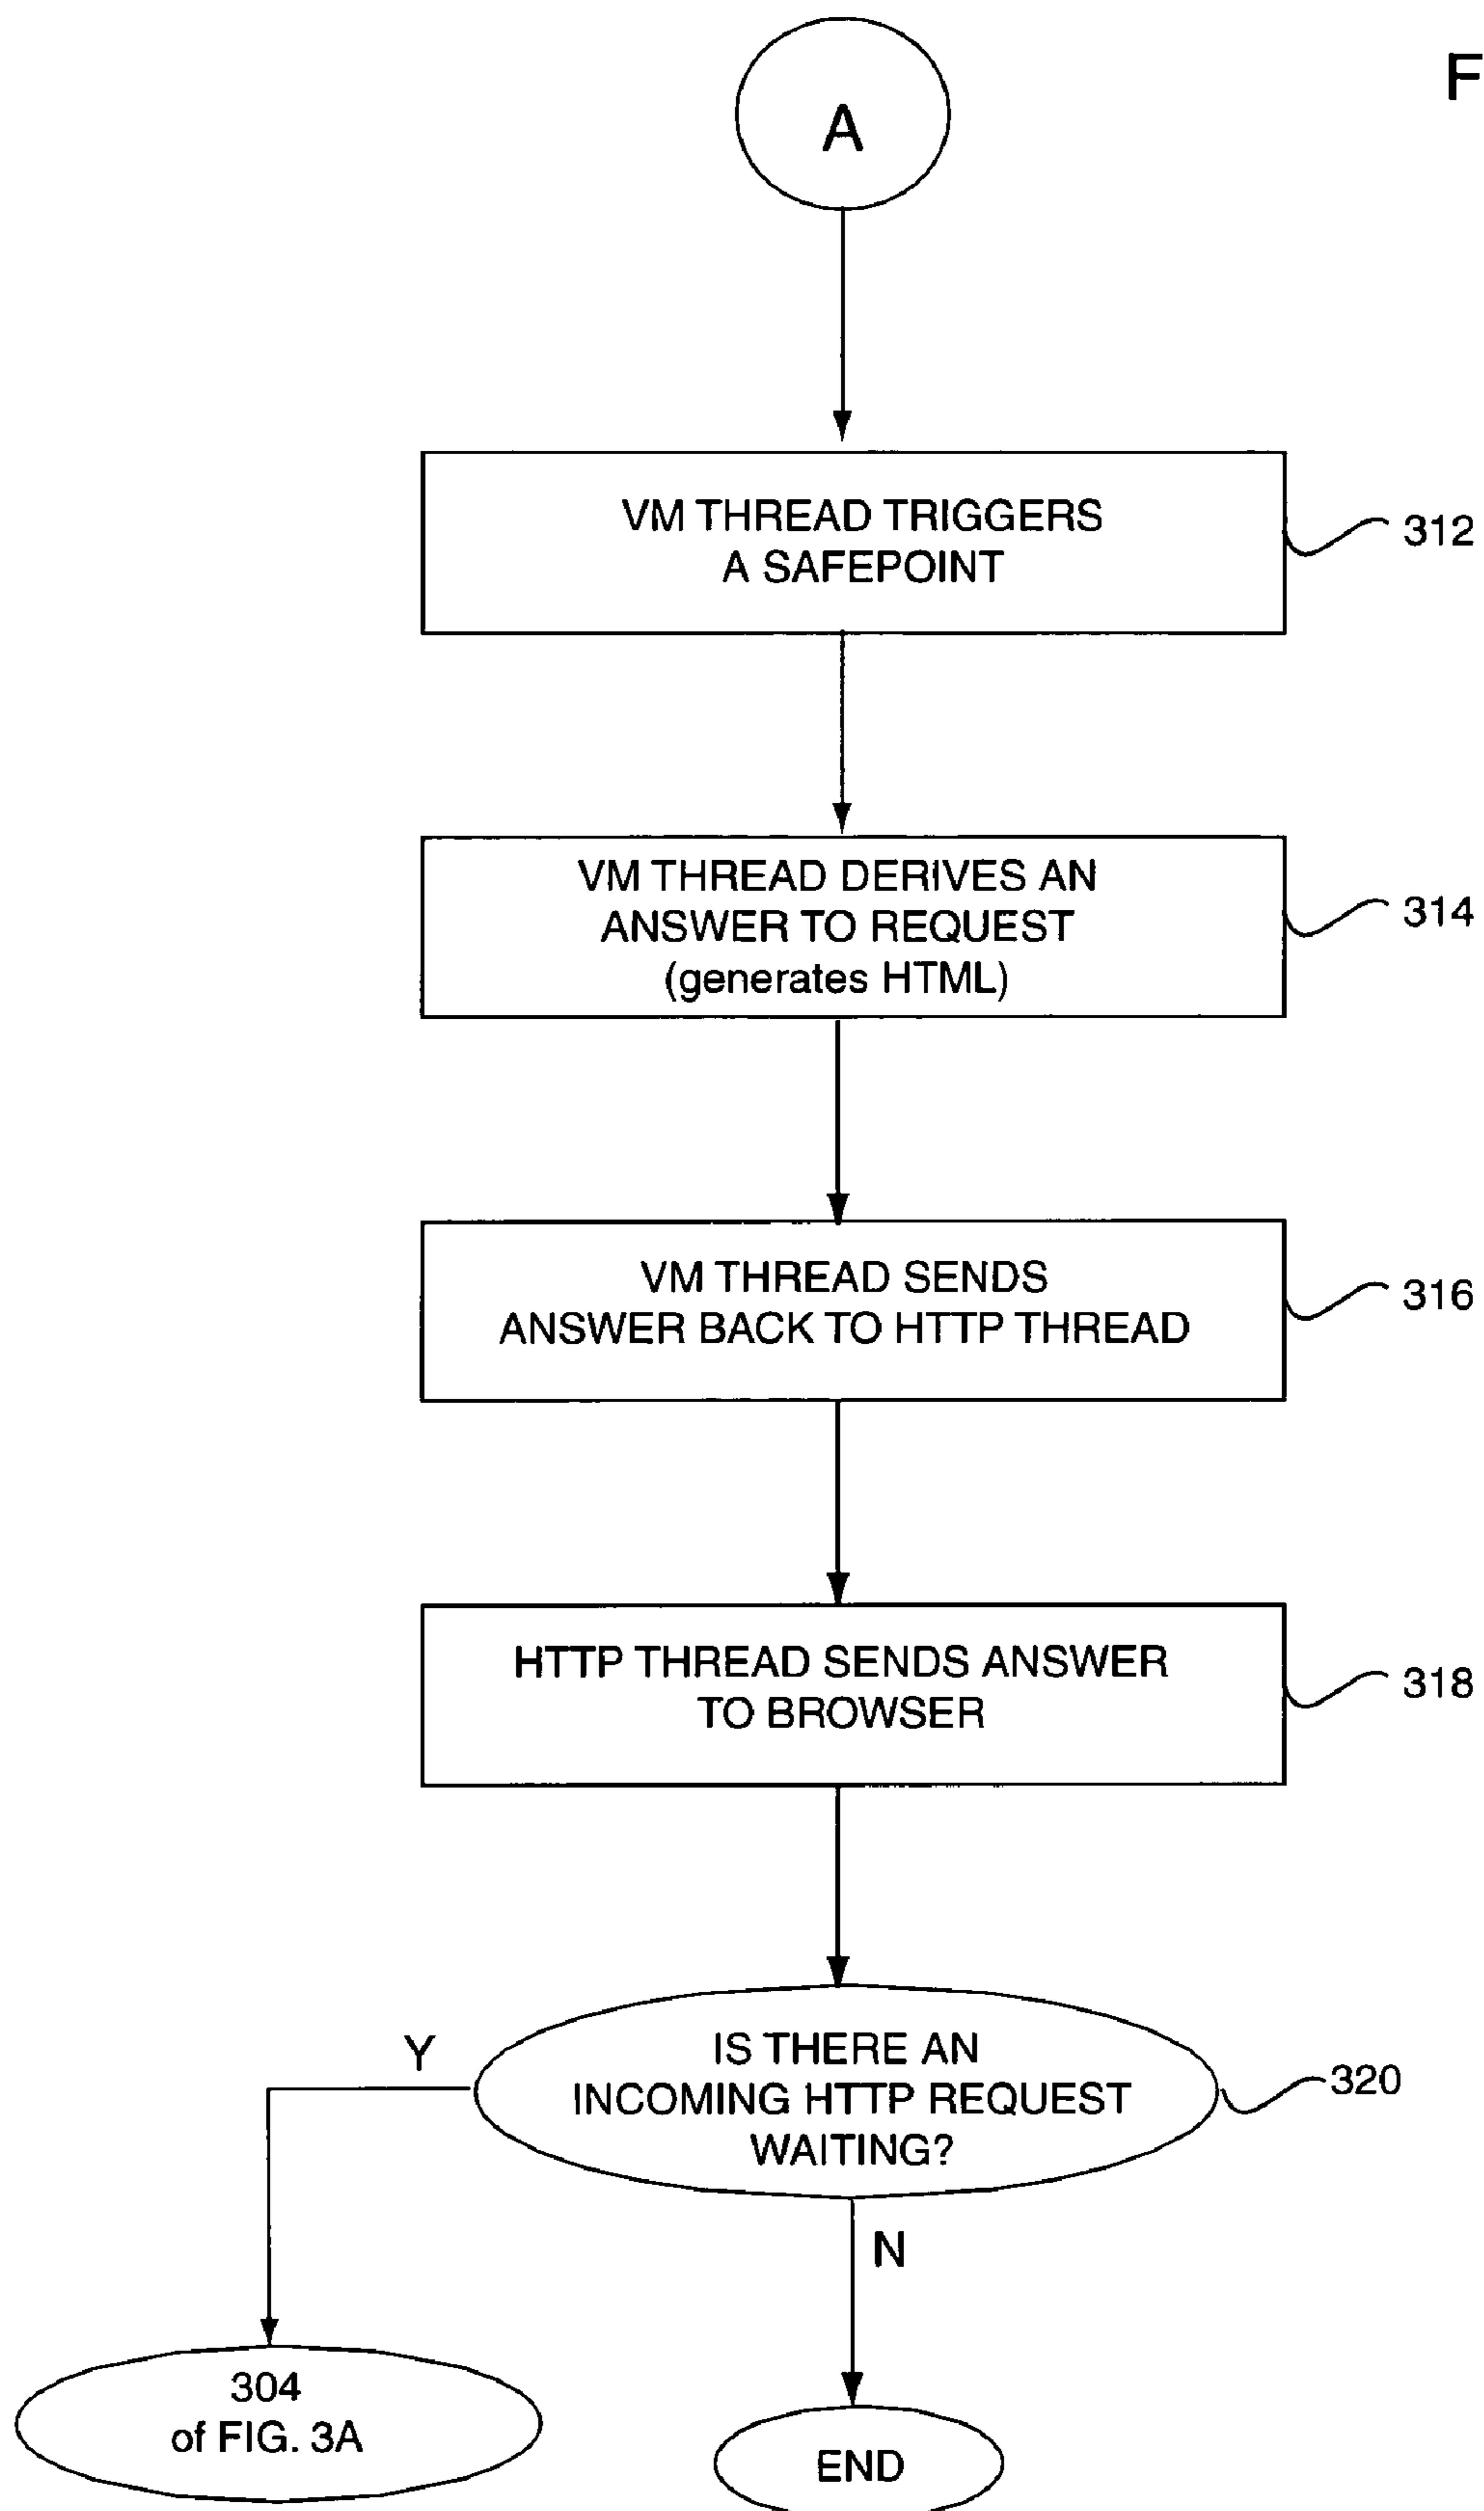 F
A
VM THREAD TRIGGERS
A SAFEPOINT
312
VM THREAD DERIVES AN
ANSWER TO REQUEST
(generates HTML)
314
VM THREAD SENDS
ANSWER BACK TO HTTP THREAD
316
HTTP THREAD SENDS ANSWER
TO BROWSER
318
IS THERE AN
INCOMING HTTP REQUEST
WAITING?
320
Y
N
304
of FIG. 3A
END